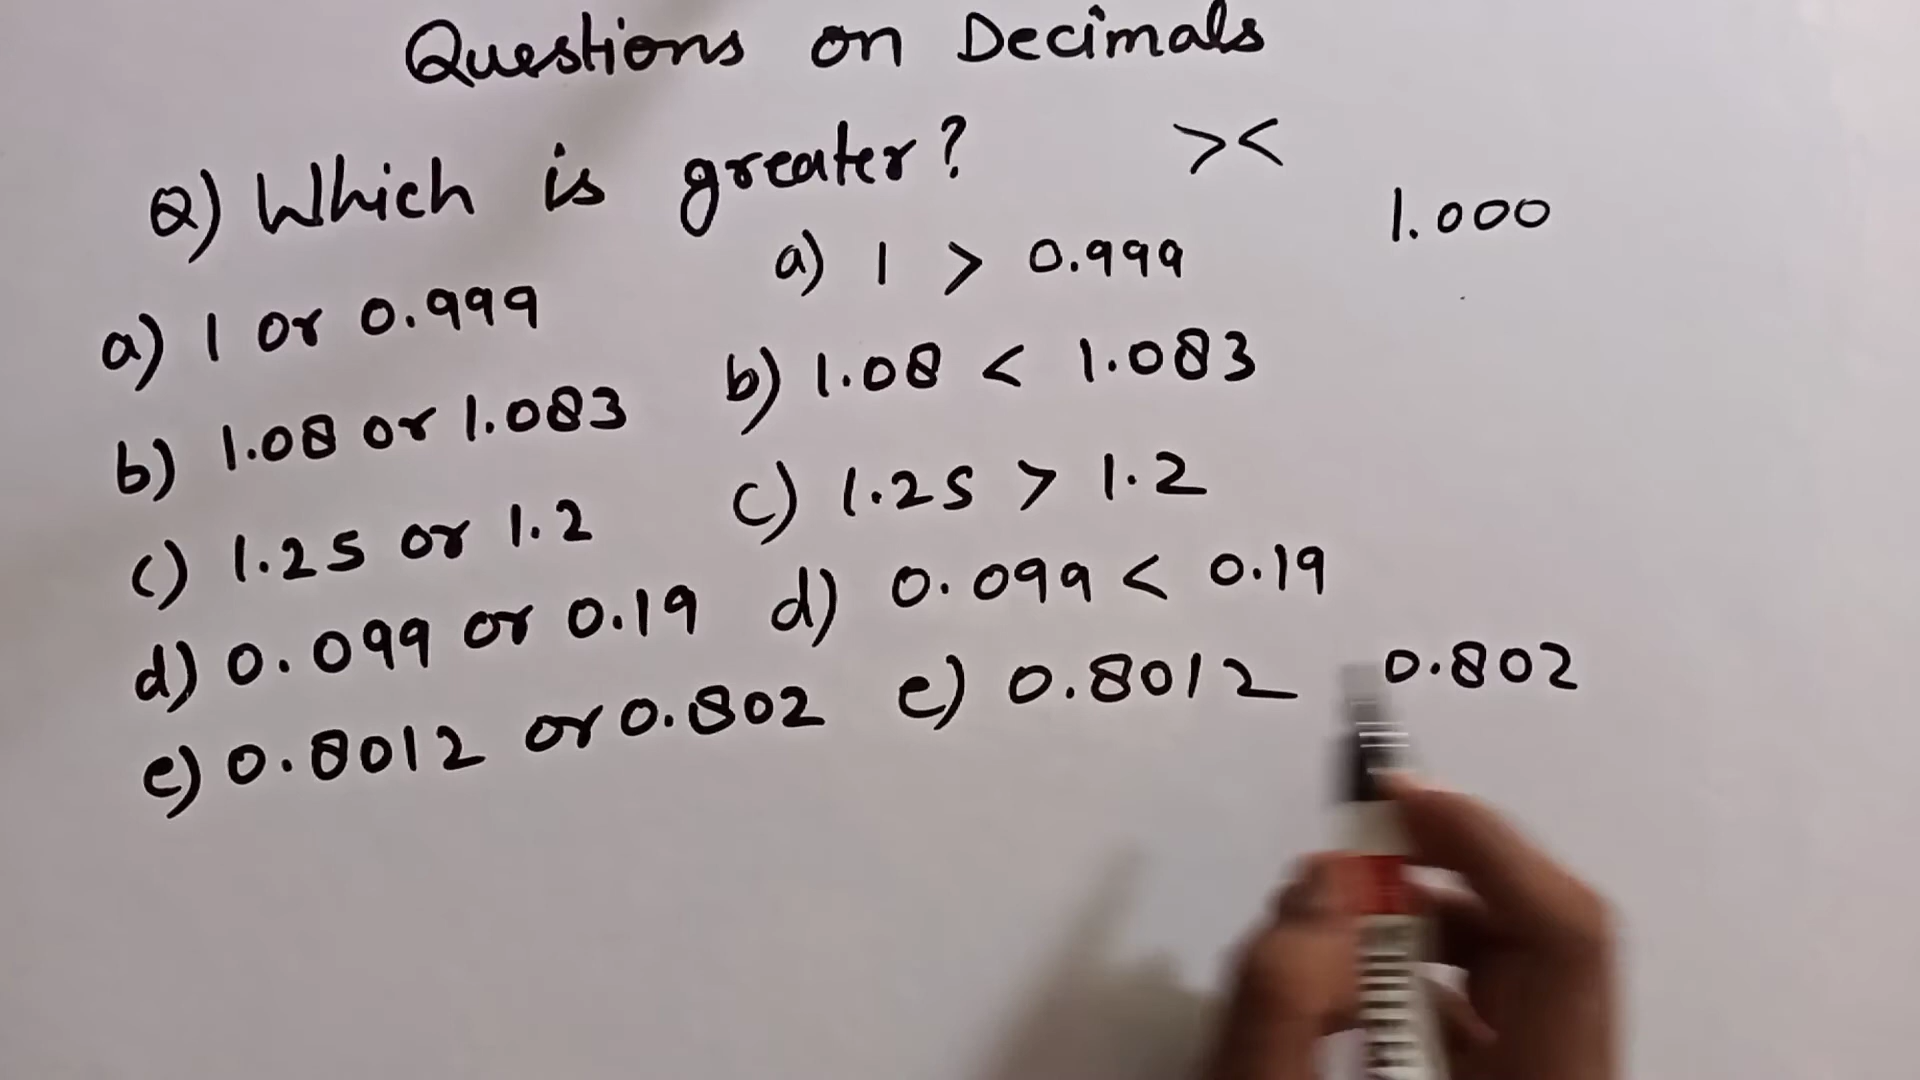 Questions on Decimals
Q) Which is greater? ><
1.000
a) 1 or 0.999
b) 1.08 or 1.083
c) 1.25 or 1.2
d) 0.099 or 0.19
e) 0.8012 or 0.802
a) 1 > 0.999
b) 1.08 < 1.083
c) 1.25 > 1.2
d) 0.099 < 0.19
e) 0.8012 0.802